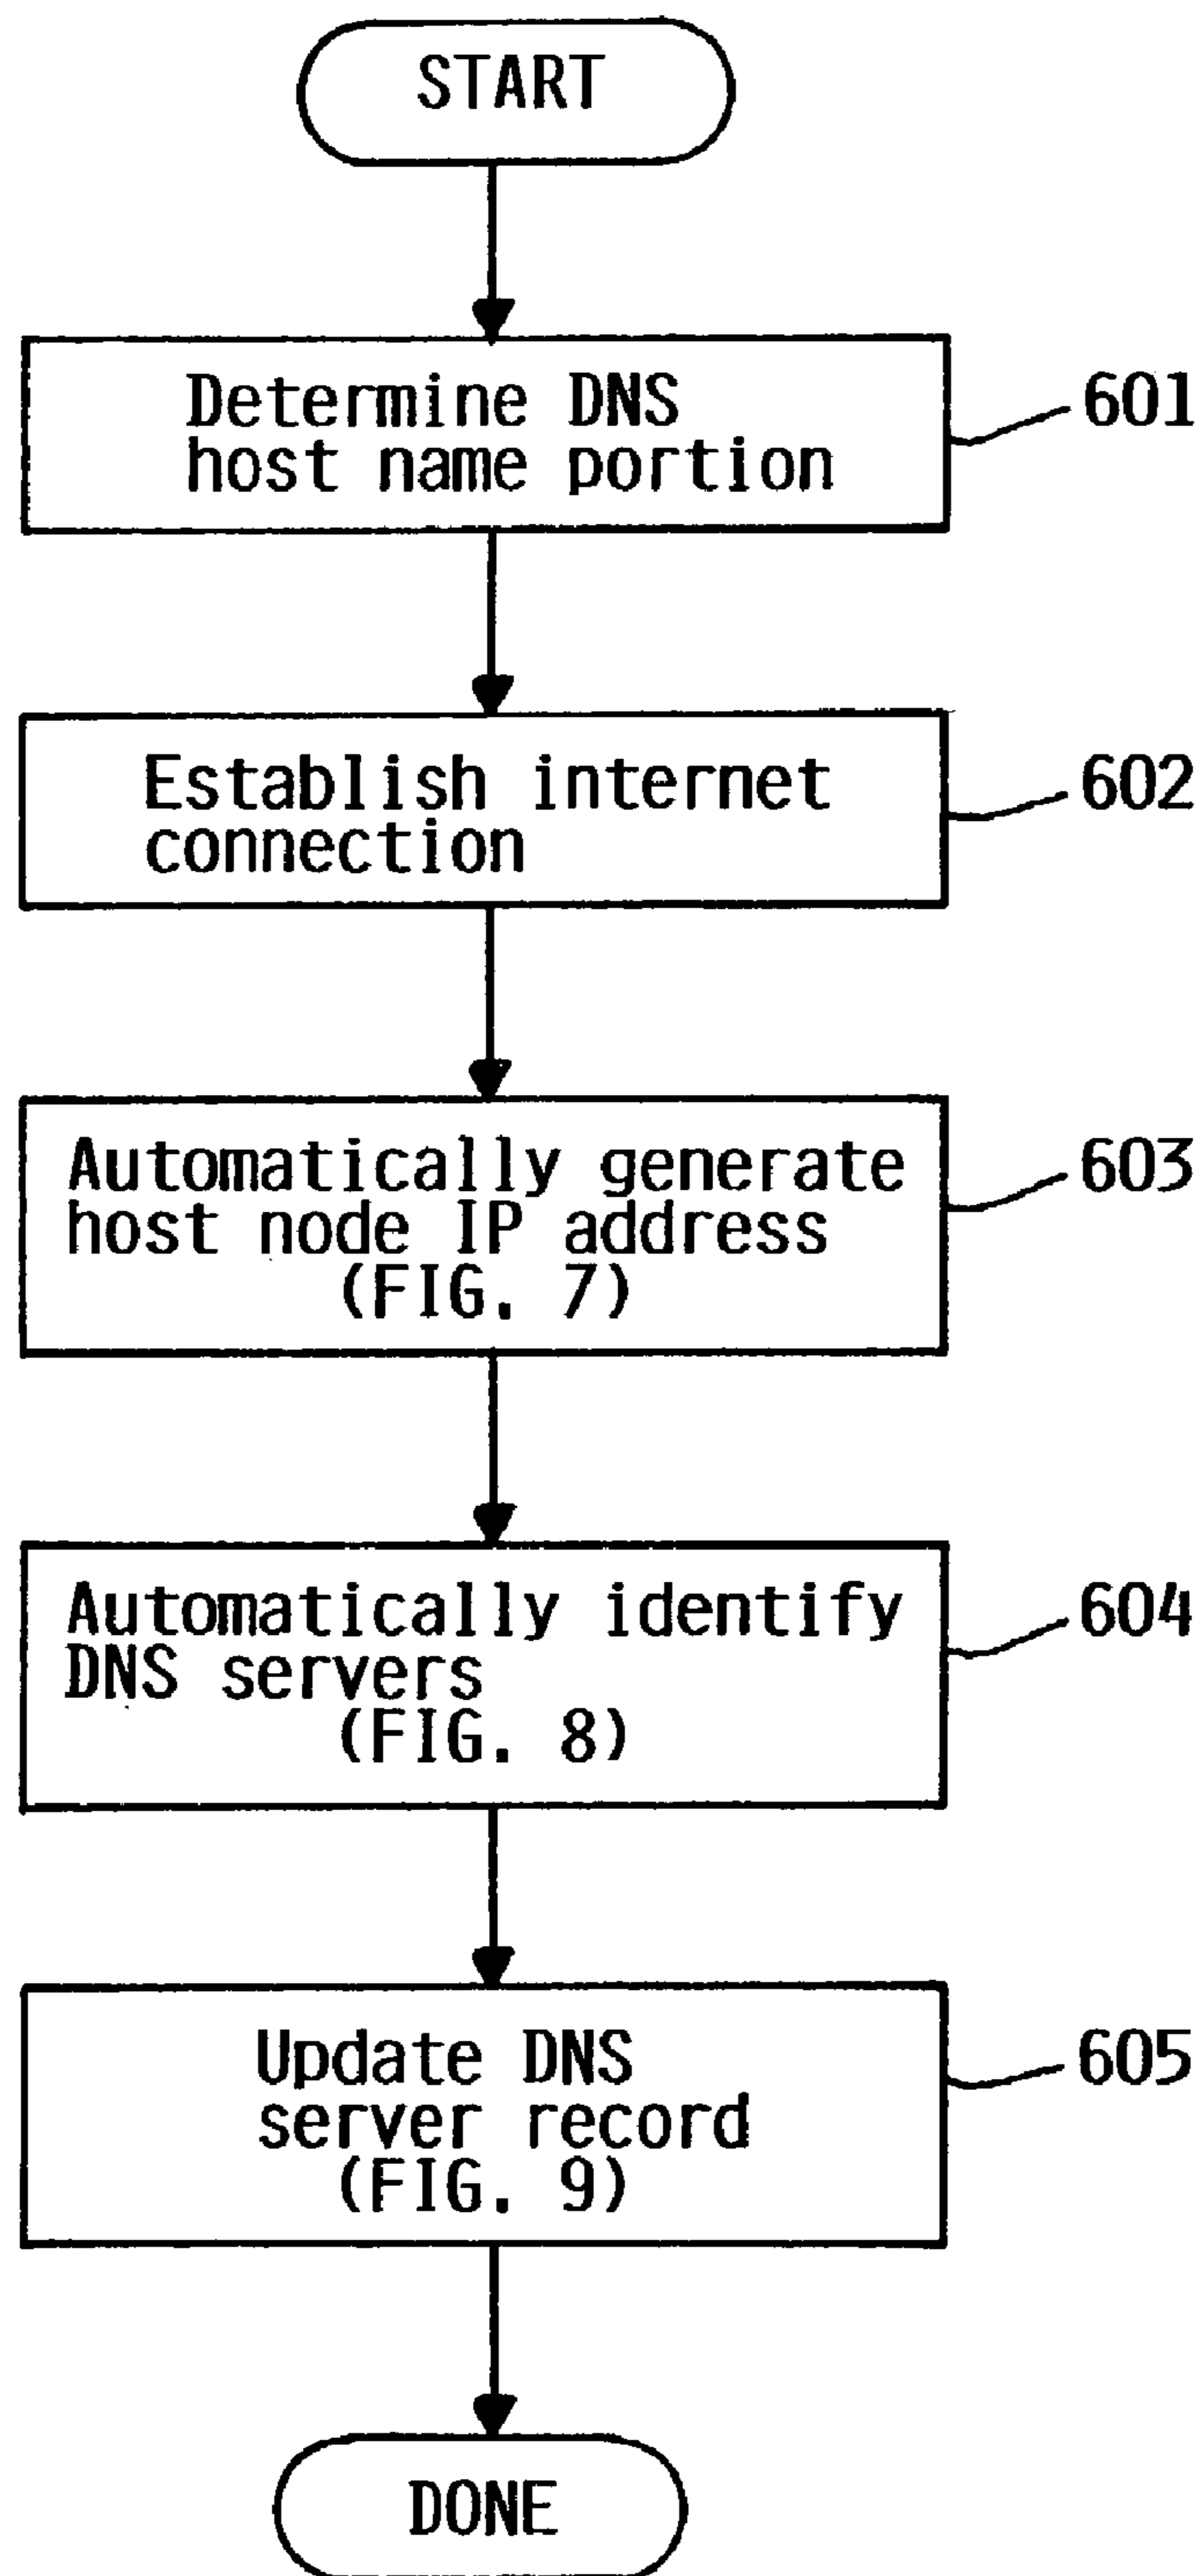 START
Determine DNS
host name portion
601
Establish internet
connection
602
Automatically generate
host node IP address
(FIG. 7)
603
Automatically identify
DNS servers
(FIG. 8)
604
Update DNS
server record
(FIG. 9)
605
DONE